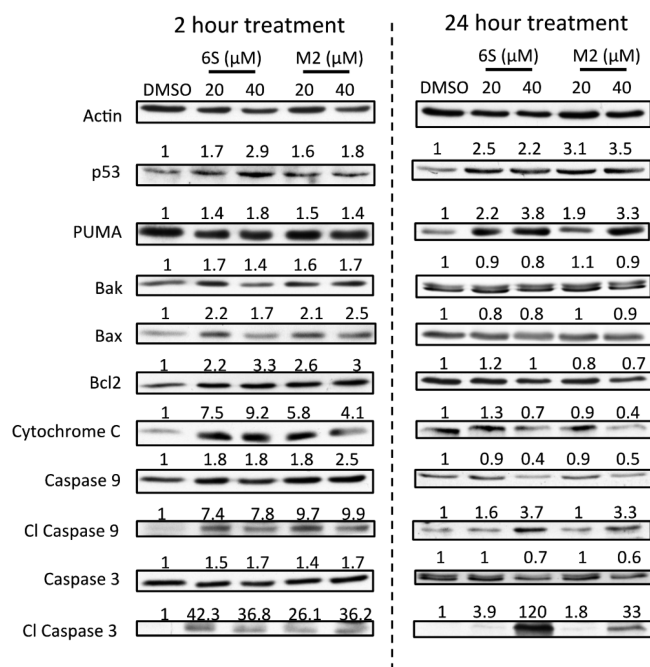 2 hour treatment 24 hour treatment
6S (μM) M2 (μM) 6S (μM) M2 (μM)
DMSO 20 40 20 40 DMSO 20 40 20 40
Actin
1 1.7 2.9 1.6 1.8 1 2.5 2.2 3.1 3.5
p53
1 1.4 1.8 1.5 1.4 1 2.2 3.8 1.9 3.3
PUMA
1 1.7 1.4 1.6 1.7 1 0.9 0.8 1.1 0.9
Bak
1 2.2 1.7 2.1 2.5 1 0.8 0.8 1 0.9
Bax
1 2.2 3.3 2.6 3 1 1.2 1 0.8 0.7
Bcl2
1 7.5 9.2 5.8 4.1 1 1.3 0.7 0.9 0.4
Cytochrome C
1 1.8 1.8 1.8 2.5 1 0.9 0.4 0.9 0.5
Caspase 9
1 7.4 7.8 9.7 9.9 1 1.6 3.7 1 3.3
Cl Caspase 9
1 1.5 1.7 1.4 1.7 1 1 0.7 1 0.6
Caspase 3
1 42.3 36.8 26.1 36.2 1 3.9 120 1.8 33
Cl Caspase 3